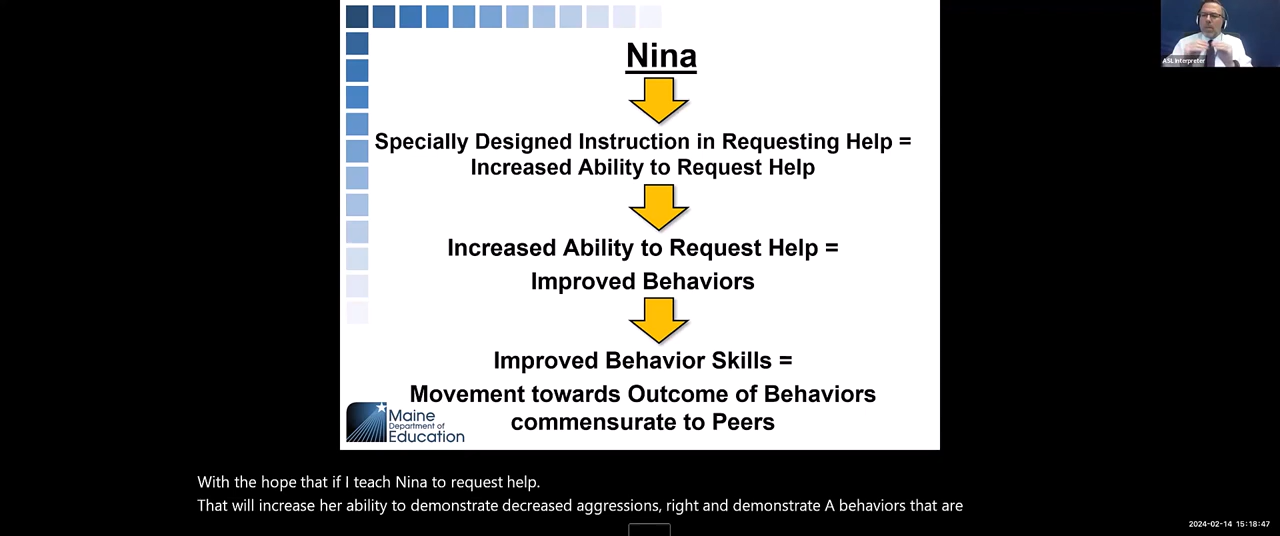 Nina
Specially Designed Instruction in Requesting Help =
Increased Ability to Request Help
Increased Ability to Request Help =
Improved Behaviors
Improved Behavior Skills =
Movement towards Outcome of Behaviors
commensurate to Peers
Maine
Department of
Education
ASL Interpreter
With the hope that if I teach Nina to request help.
That will increase her ability to demonstrate decreased aggressions, right and demonstrate A behaviors that are
2024-02-14 15:18:47